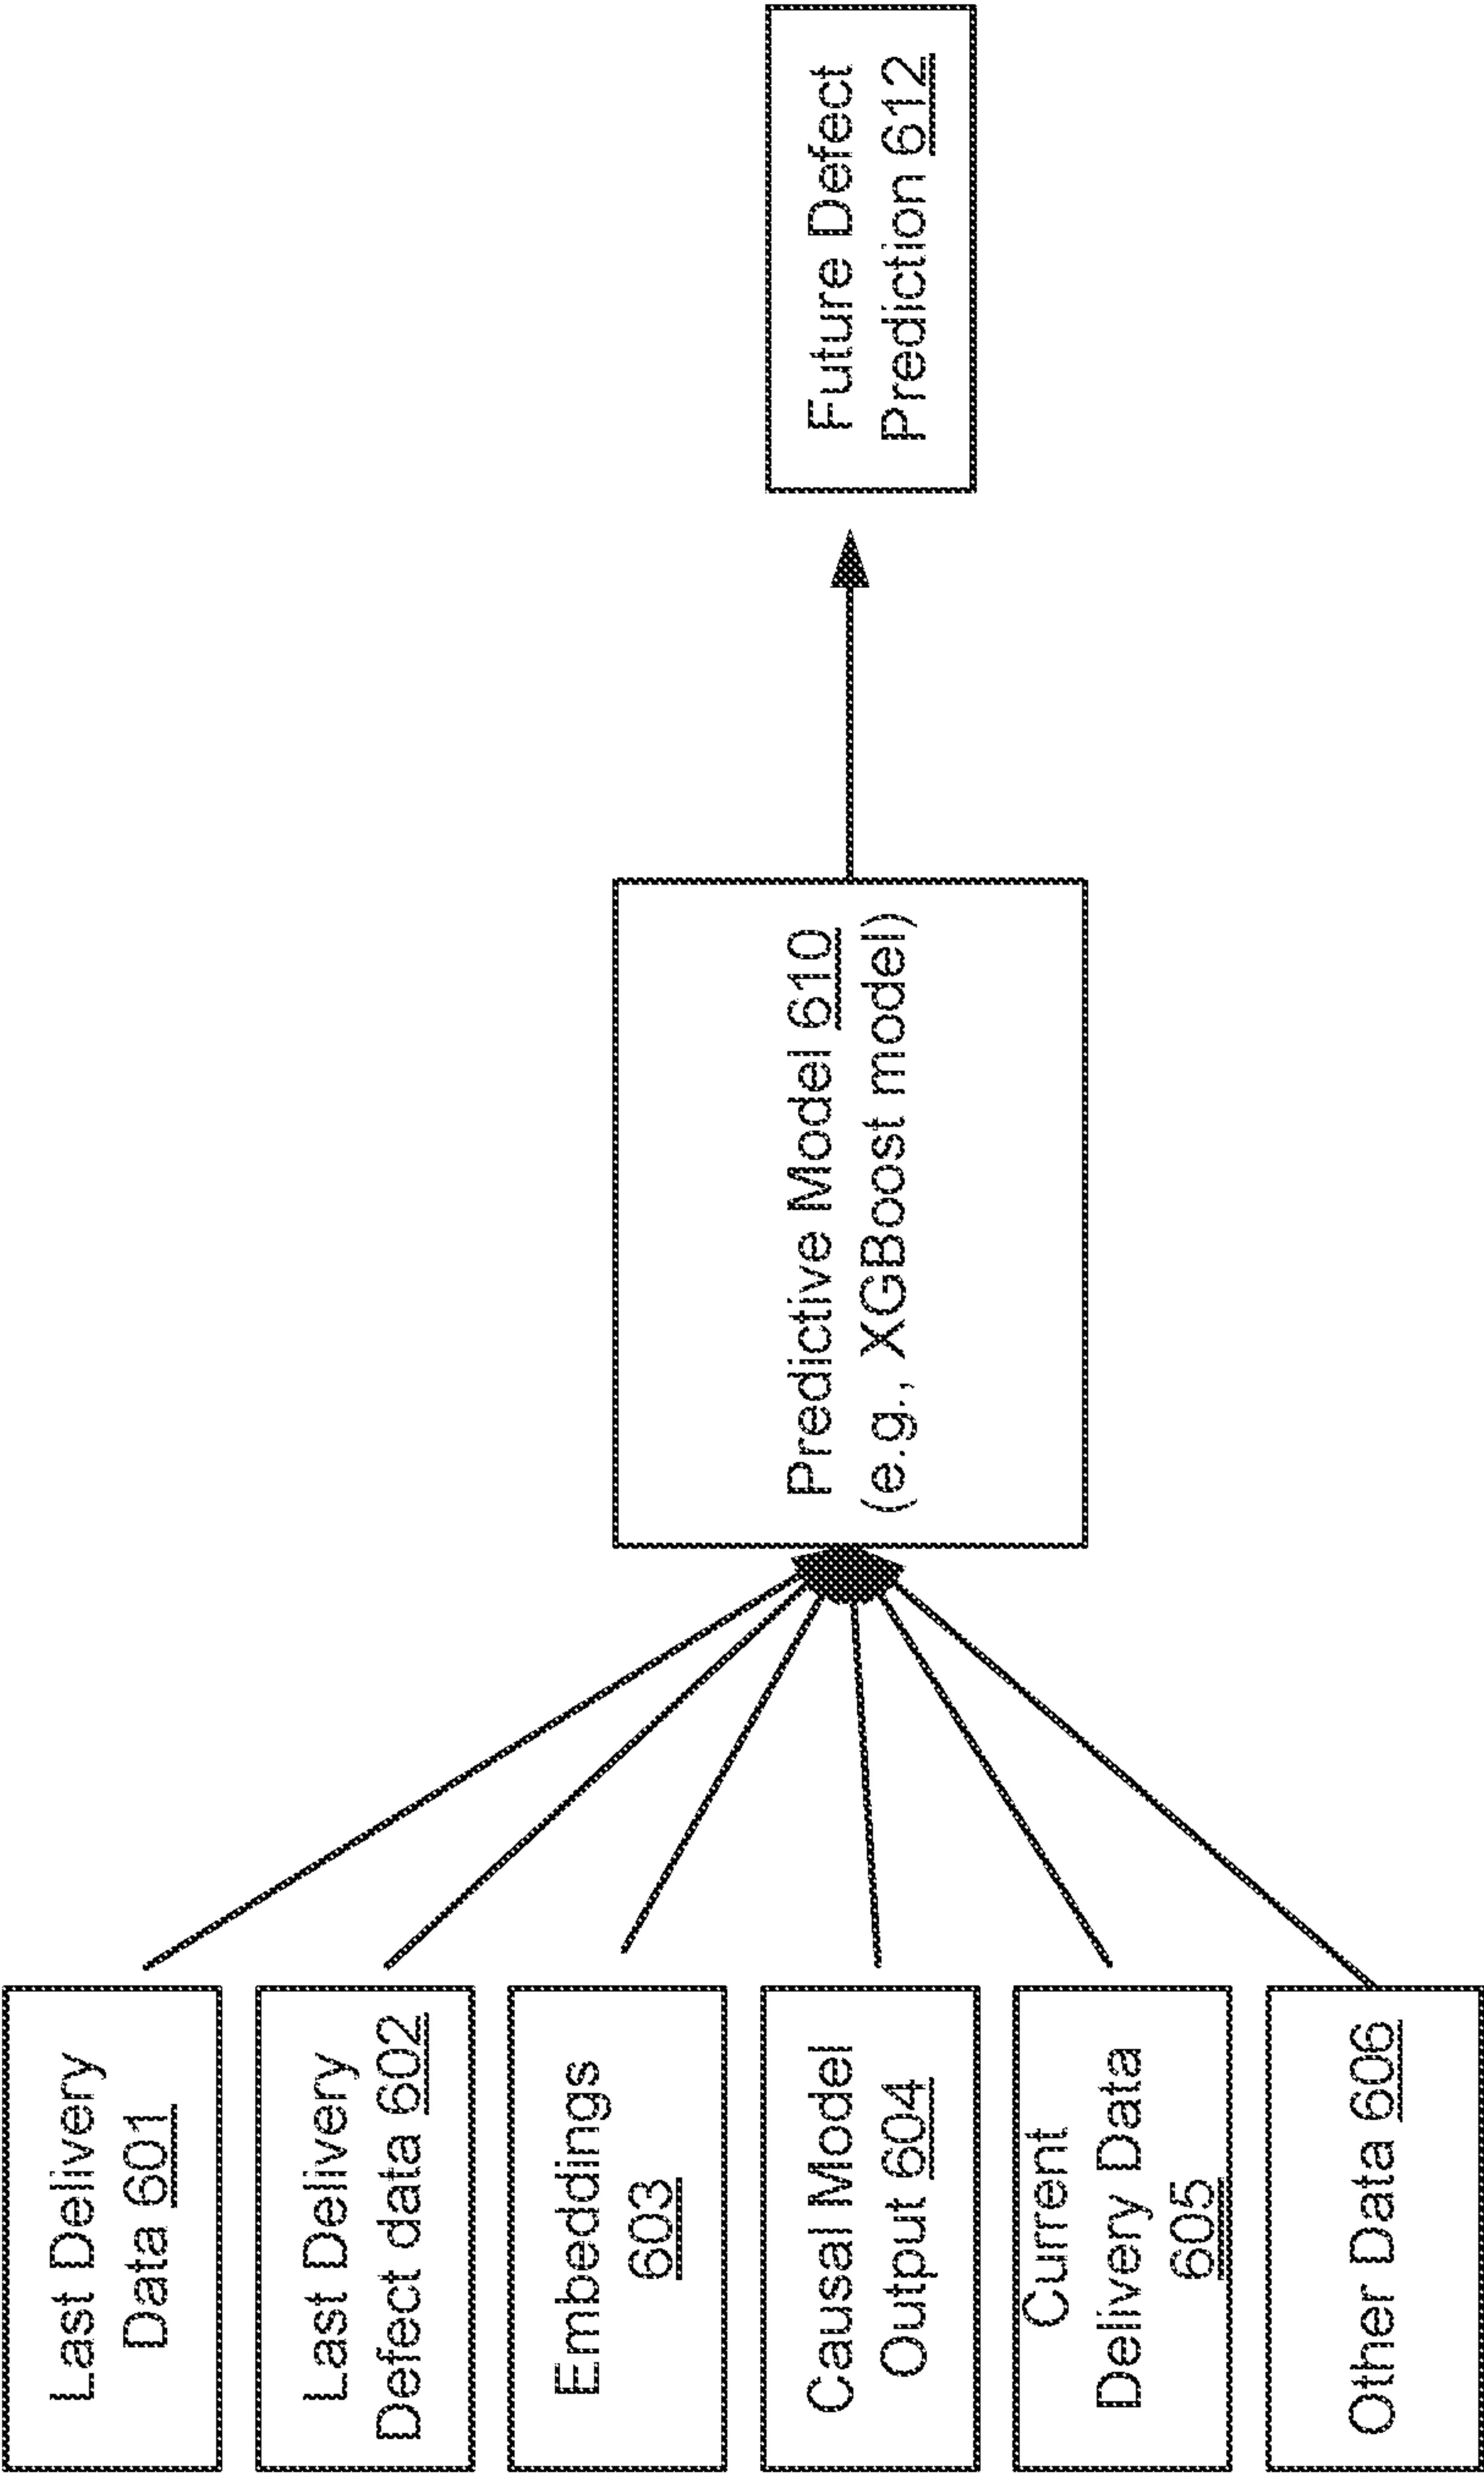 Last Delivery
Data 601
Last Delivery
Defect data 602
Embeddings
603
Causal Model
Output 604
Current
Delivery Data
605
Other Data 606
Predictive Model 610
(e.g., XGBoost model)
Future Defect
Prediction 612